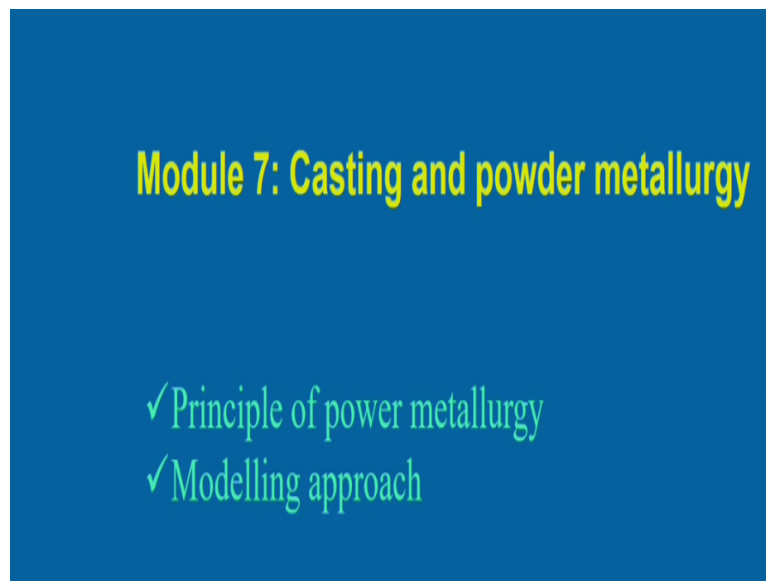 Module 7: Casting and powder metallurgy
✓Principle of power metallurgy
✓Modelling approach